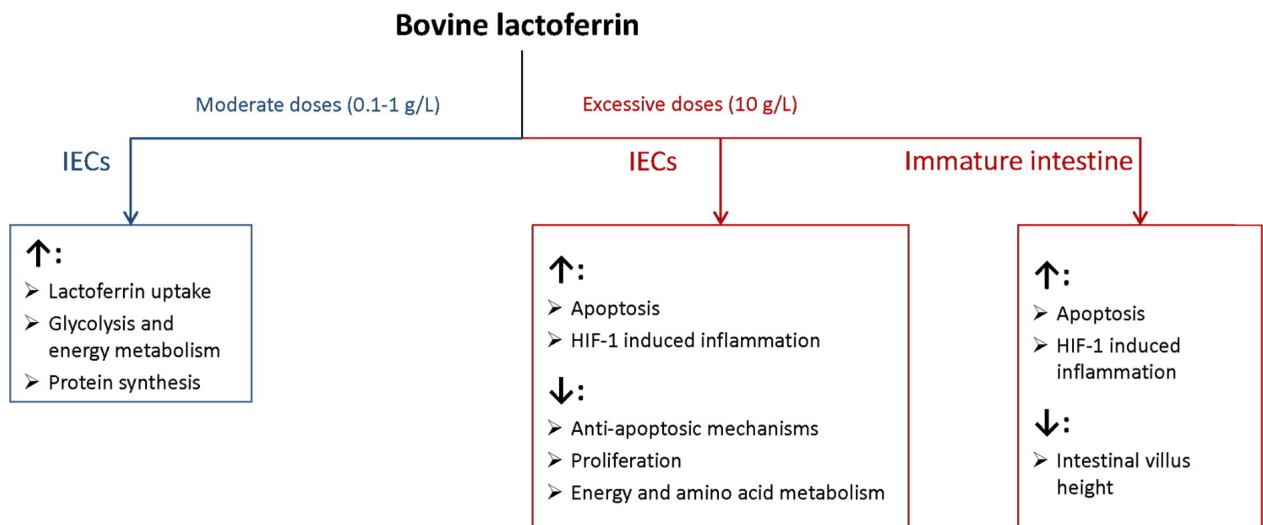 Bovine lactoferrin
Moderate doses (0.1-1 g/L)
Excessive doses (10 g/L)
IECs
IECs
Immature intestine
↑:
➢ Lactoferrin uptake
➢ Glycolysis and
energy metabolism
➢ Protein synthesis
↑:
➢ Apoptosis
➢ HIF-1 induced inflammation
↓:
➢ Anti-apoptosic mechanisms
➢ Proliferation
➢ Energy and amino acid metabolism
↑:
➢ Apoptosis
➢ HIF-1 induced
inflammation
↓:
➢ Intestinal villus
height